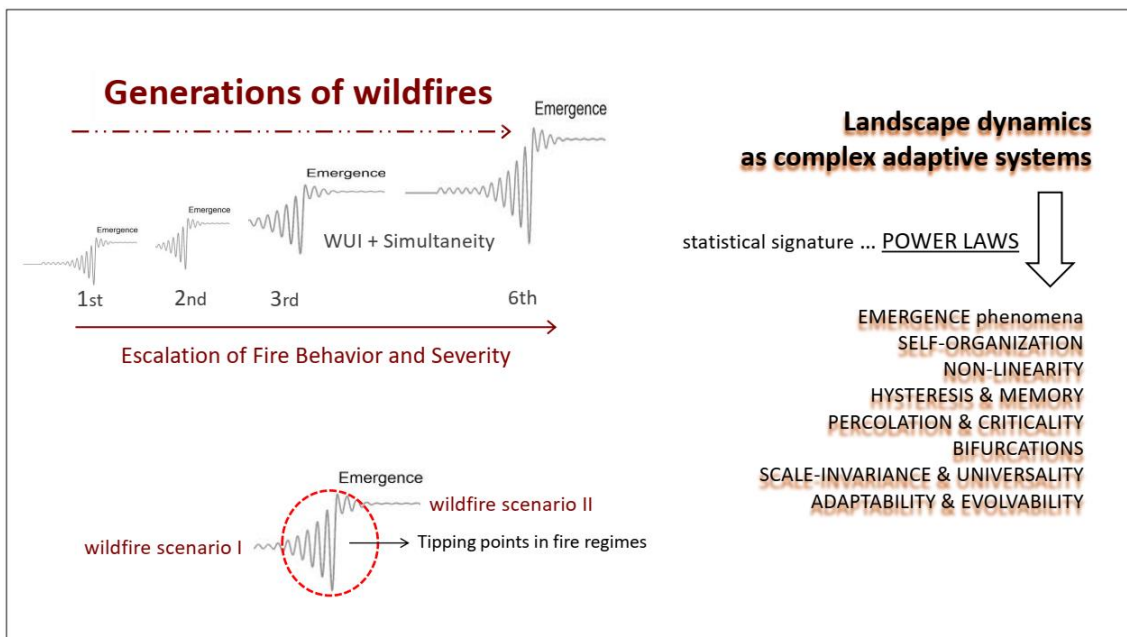 Generations of wildfires
Emergence
Emergence
Emergence
Emergence
WUI + Simultaneity
1st
2nd
3rd
6th
Escalation of Fire Behavior and Severity
Emergence
wildfire scenario II
wildfire scenario I
Tipping points in fire regimes
Landscape dynamics
as complex adaptive systems
statistical signature ... POWER LAWS
EMERGENCE phenomena
SELF-ORGANIZATION
NON-LINEARITY
HYSTERESIS & MEMORY
PERCOLATION & CRITICALITY
BIFURCATIONS
SCALE-INVARIANCE & UNIVERSALITY
ADAPTABILITY & EVOLVABILITY